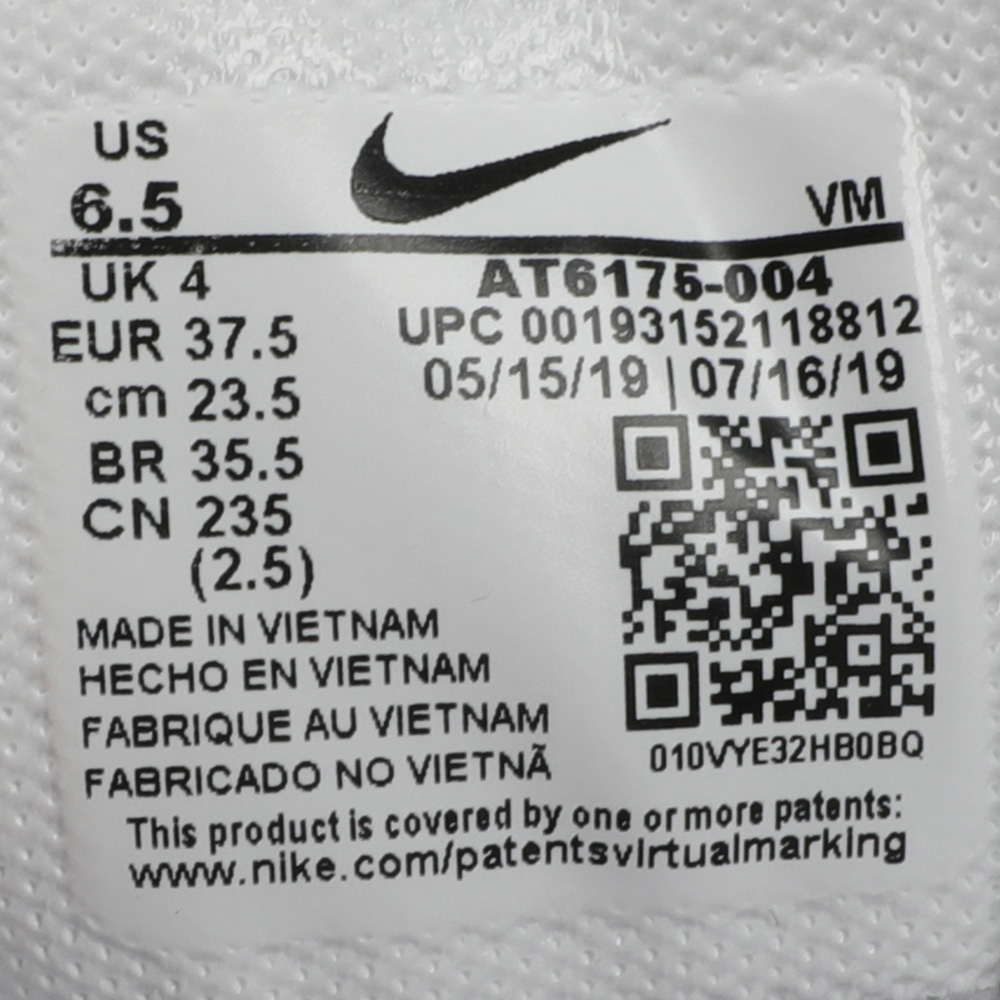 US
6.5
VM
UK 4
AT6175-004
EUR 37.5
UPC 00193152118812
cm 23.5
05/15/19 | 07/16/19
BR 35.5
CN 235
(2.5)
MADE IN VIETNAM
HECHO EN VIETNAM
FABRIQUE AU VIETNAM
FABRICADO NO VIETNÃ
010VYE32HB0BQ
This product is covered by one or more patents:
www.nike.com/patentsvirtualmarking